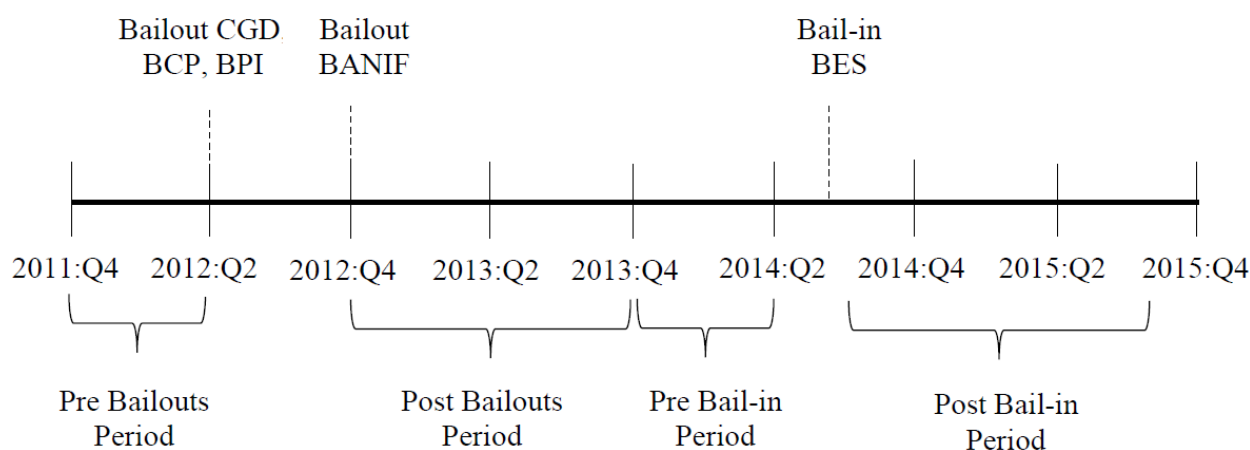 Bailout CGD,
BCP, BPI
Bailout
BANIF
Bail-in
BES
2011:Q4
2012:Q2
2012:Q4
2013:Q2
2013:Q4
2014:Q2
2014:Q4
2015:Q2
2015:Q4
Pre Bailouts
Period
Post Bailouts
Period
Pre Bail-in
Period
Post Bail-in
Period